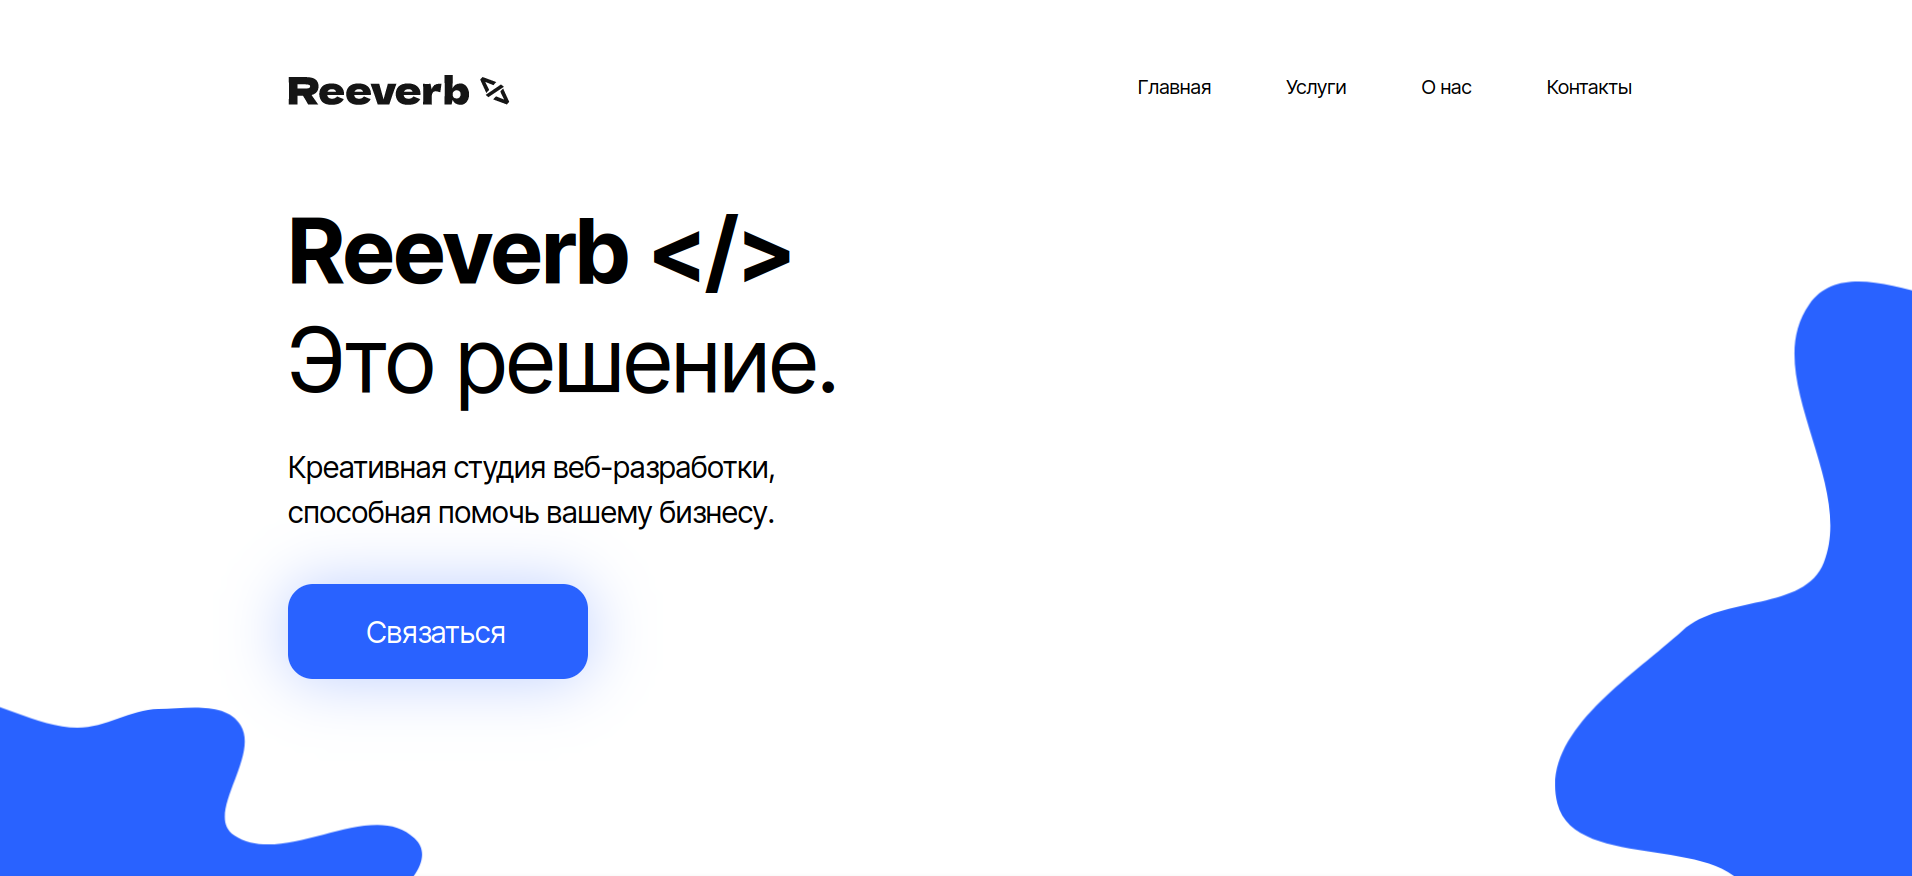 Reeverb
Главная Услуги О нас Контакты
Reeverb </>
Это решение.
Креативная студия веб-разработки,
способная помочь вашему бизнесу.
Связаться